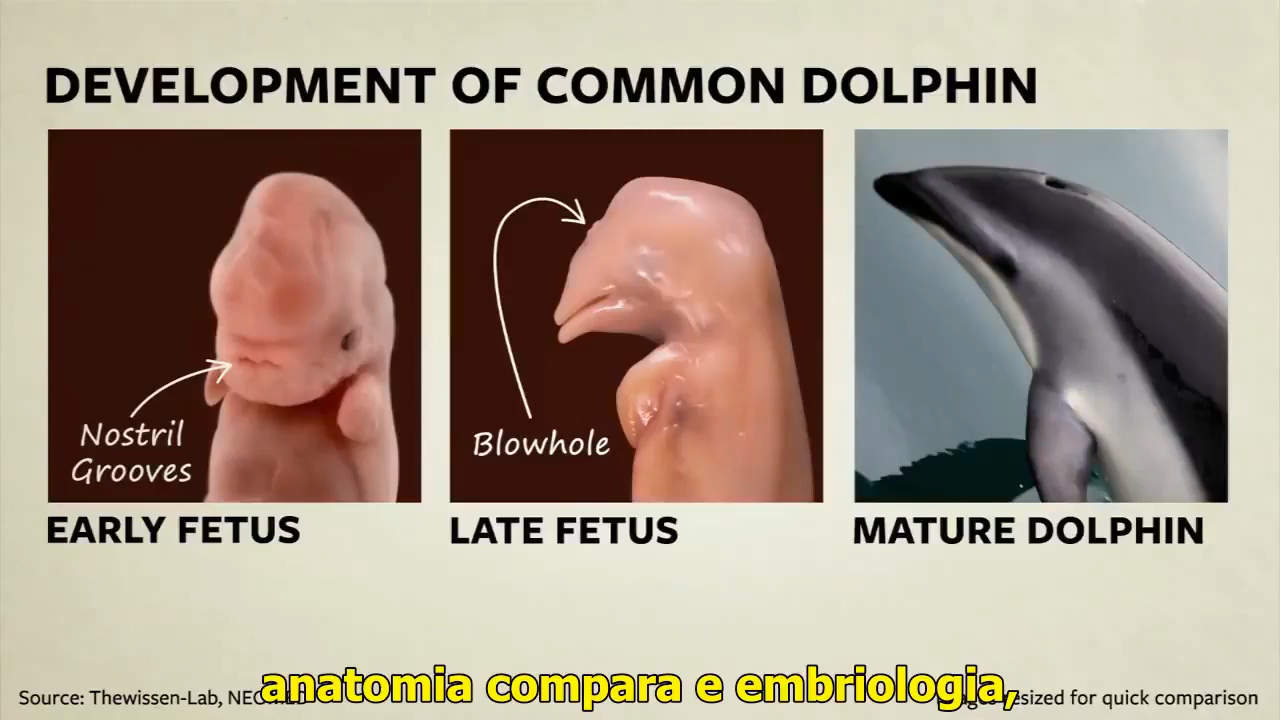 DEVELOPMENT OF COMMON DOLPHIN
Nostril
Grooves
Blowhole
EARLY FETUS
LATE FETUS
MATURE DOLPHIN
anatomia compara e embriologia,
Source: Thewissen-Lab,
for quick comparison